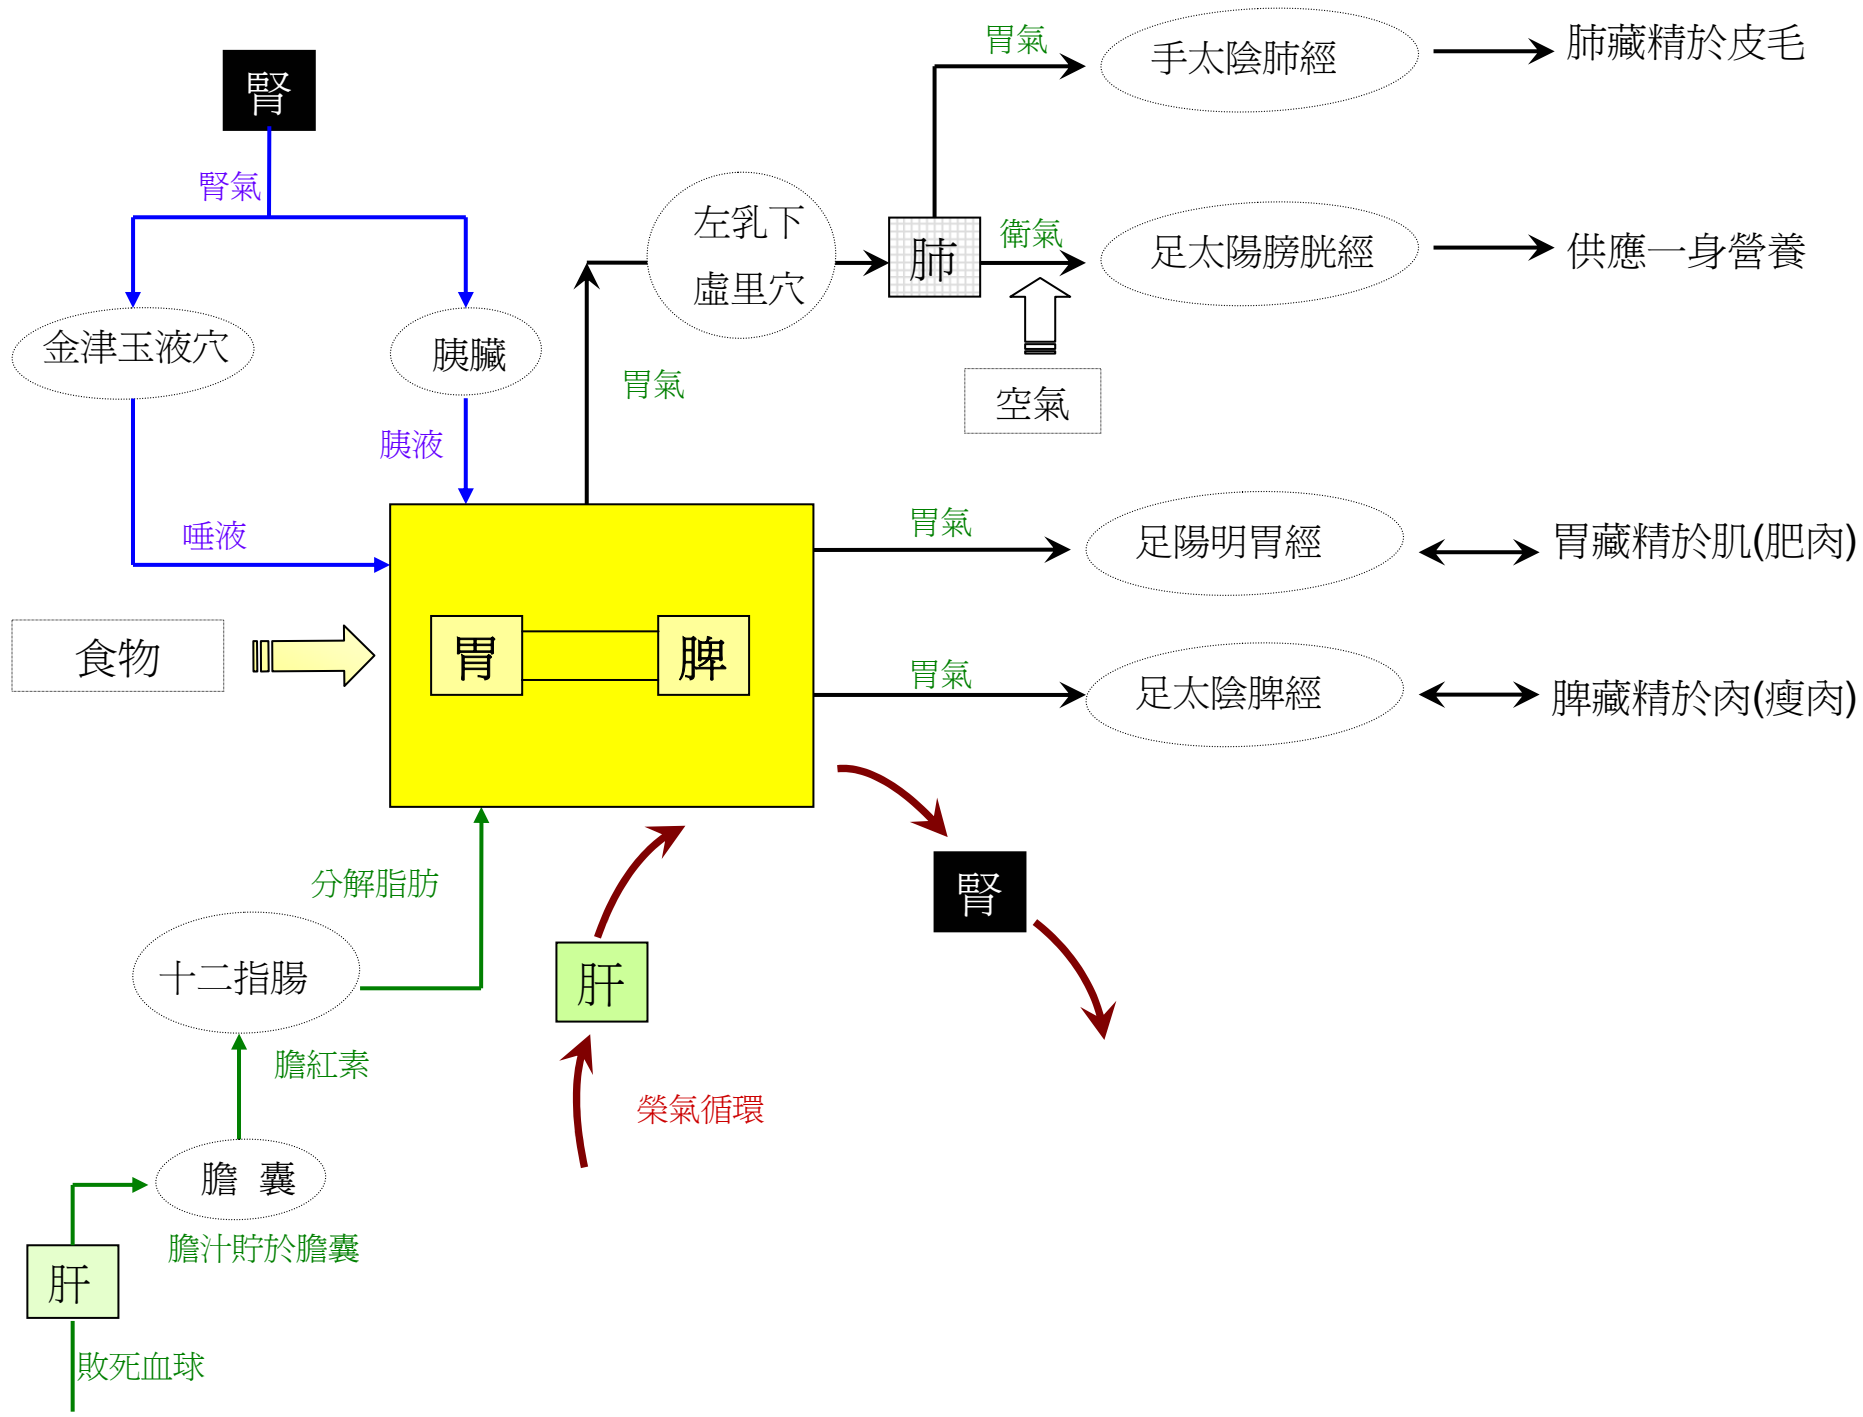 胃氣
手太陰肺經
肺藏精於皮毛
腎
腎氣
左乳下
虛里穴
肺
衛氣
足太陽膀胱經
供應一身營養
金津玉液穴
胰臟
胃氣
空氣
胰液
唾液
胃氣
足陽明胃經
胃藏精於肌(肥肉)
食物
胃
脾
胃氣
足太陰脾經
脾藏精於肉(瘦肉)
分解脂肪
腎
十二指腸
肝
膽紅素
榮氣循環
膽 囊
膽汁貯於膽囊
肝
敗死血球